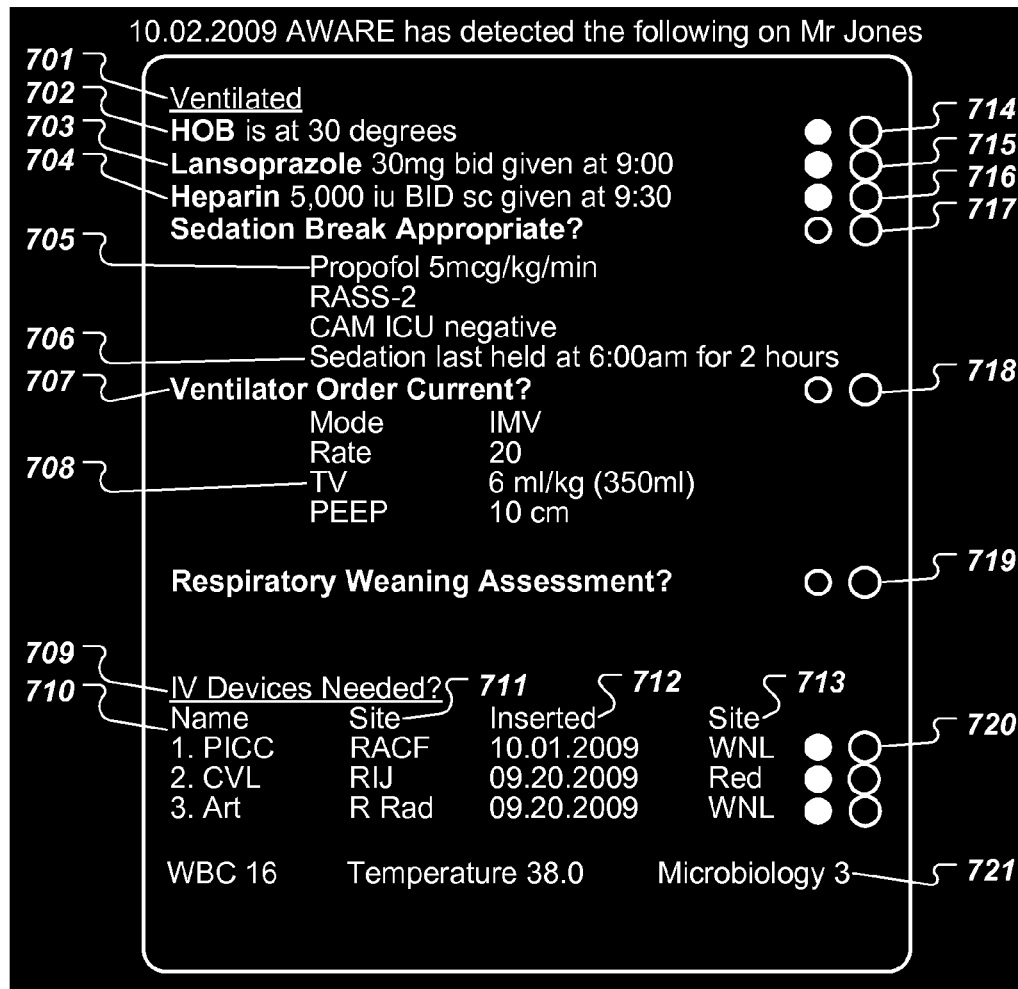 10.02.2009 AWARE has detected the following on Mr Jones
701
Ventilated
702
HOB is at 30 degrees
714
703
Lansoprazole 30mg bid given at 9:00
715
704
Heparin 5,000 iu BID sc given at 9:30
716
Sedation Break Appropriate?
717
705
Propofol 5mcg/kg/min
RASS-2
CAM ICU negative
706
Sedation last held at 6:00am for 2 hours
707
Ventilator Order Current?
718
Mode IMV
Rate 20
708
TV 6 ml/kg (350ml)
PEEP 10 cm
Respiratory Weaning Assessment?
719
709
IV Devices Needed? 711 712 713
710
Name Site Inserted Site
720
1. PICC RACF 10.01.2009 WNL
2. CVL RIJ 09.20.2009 Red
3. Art R Rad 09.20.2009 WNL
WBC 16 Temperature 38.0 Microbiology 3 721